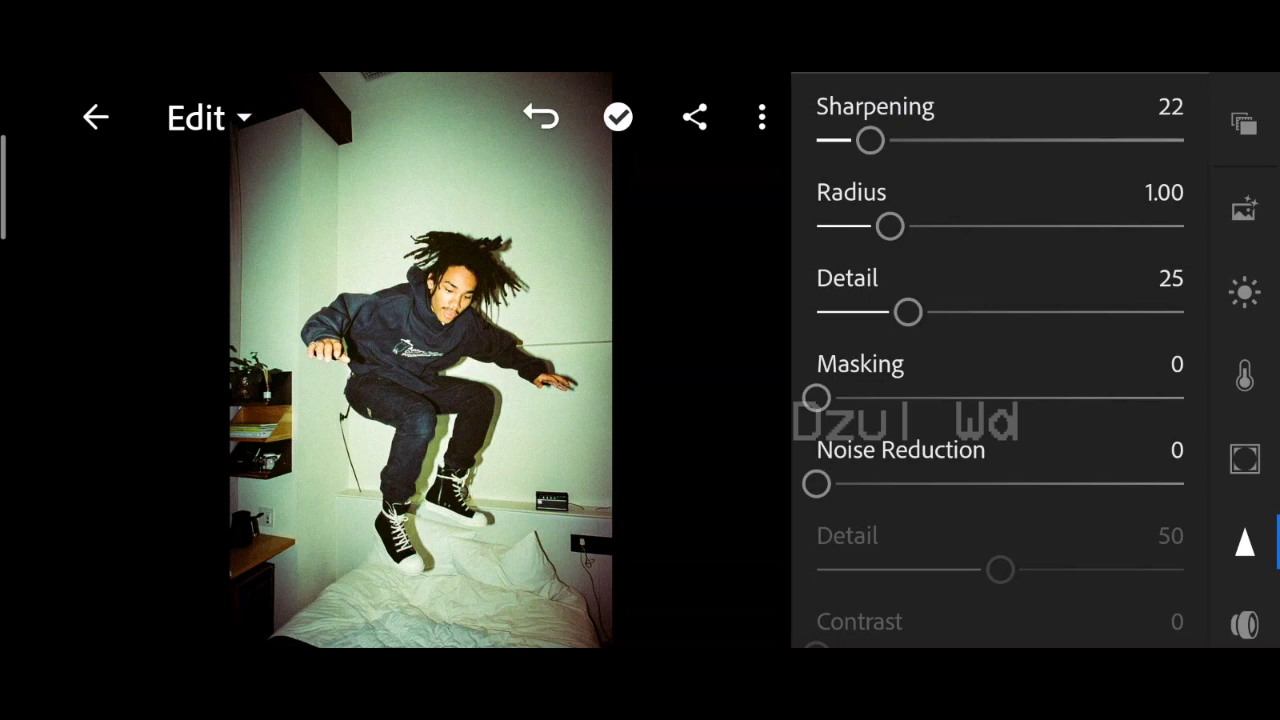 Edit
Sharpening 22
Radius 1.00
Detail 25
Masking 0
Dzul Wd
Noise Reduction 0
Detail 50
Contrast 0